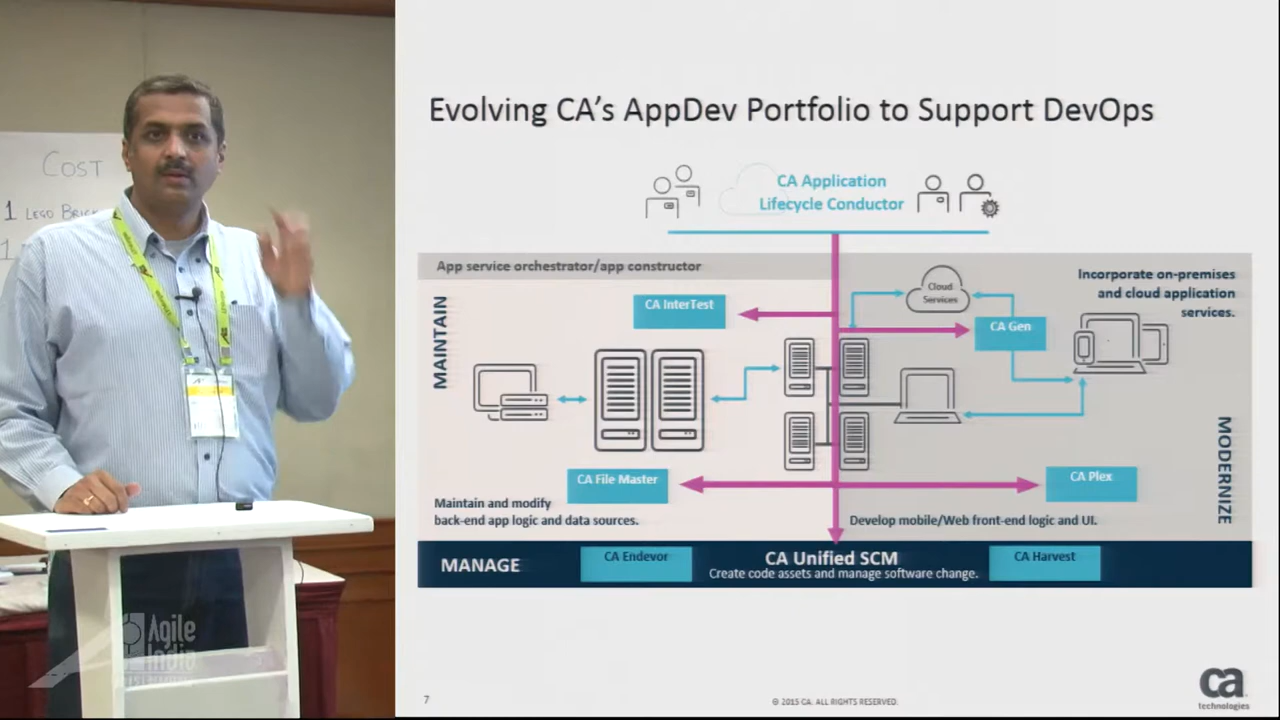 COST
1 LEGO BRICK
1
Agile
India
Evolving CA's AppDev Portfolio to Support DevOps
CA Application
Lifecycle Conductor
App service orchestrator/app constructor
MAINTAIN
CA InterTest
Cloud
Services
Incorporate on-premises
and cloud application
services.
CA Gen
CA File Master
CA Plex
MODERNIZE
Maintain and modify
back-end app logic and data sources.
Develop mobile/Web front-end logic and UI.
MANAGE
CA Endevor
CA Unified SCM
Create code assets and manage software change.
CA Harvest
7
© 2015 CA. ALL RIGHTS RESERVED.
ca
technologies